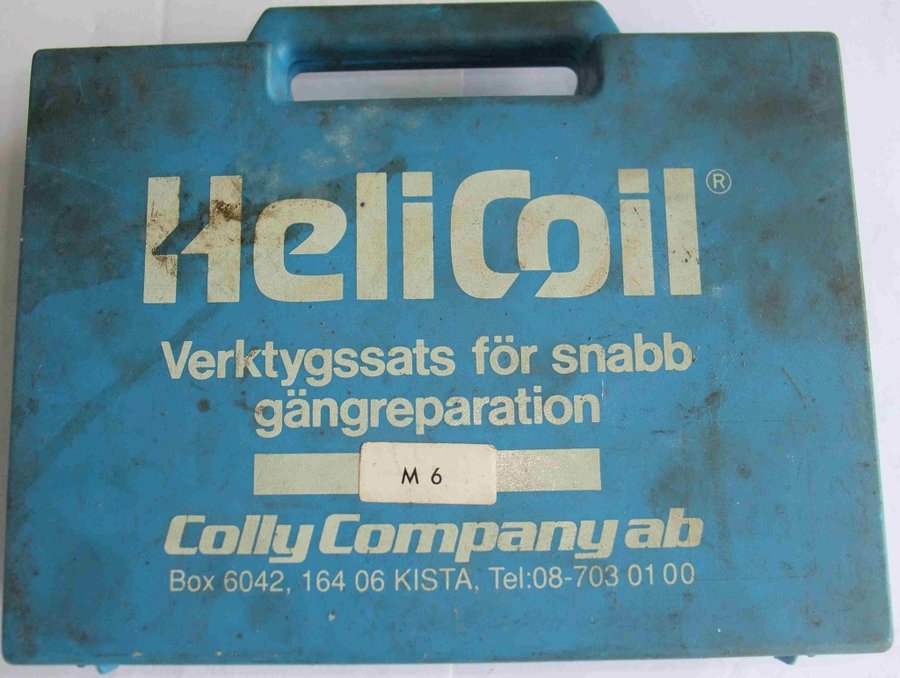 HeliCoil®
Verktygssats för snabb
gängreparation
M 6
Colly Company ab
Box 6042, 164 06 KISTA, Tel:08-703 01 00